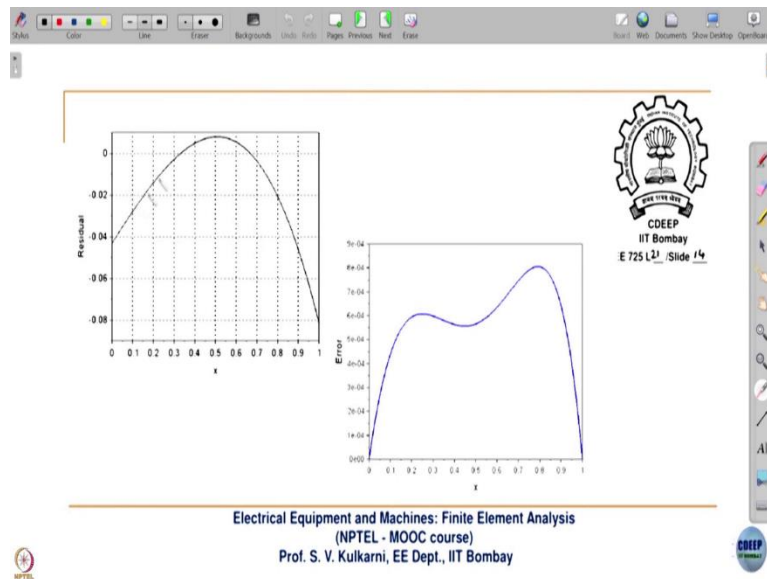 Stylus
Color
Line
Eraser
Backgrounds
Undo
Redo
Pages
Previous
Next
Erase
Board
Web
Documents
Show Desktop
OpenBoar
Residual
0
-0.02
-0.04
-0.06
-0.08
0 0.1 0.2 0.3 0.4 0.5 0.6 0.7 0.8 0.9 1
x
CDEEP
IIT Bombay
:E 725 L21 /Slide 14
Error
9e-04
8e-04
7e-04
6e-04
5e-04
4e-04
3e-04
2e-04
1e-04
0e00
0 0.1 0.2 0.3 0.4 0.5 0.6 0.7 0.8 0.9 1
x
Electrical Equipment and Machines: Finite Element Analysis
(NPTEL - MOOC course)
Prof. S. V. Kulkarni, EE Dept., IIT Bombay
NPTEL
CDEEP
IIT BOMBAY